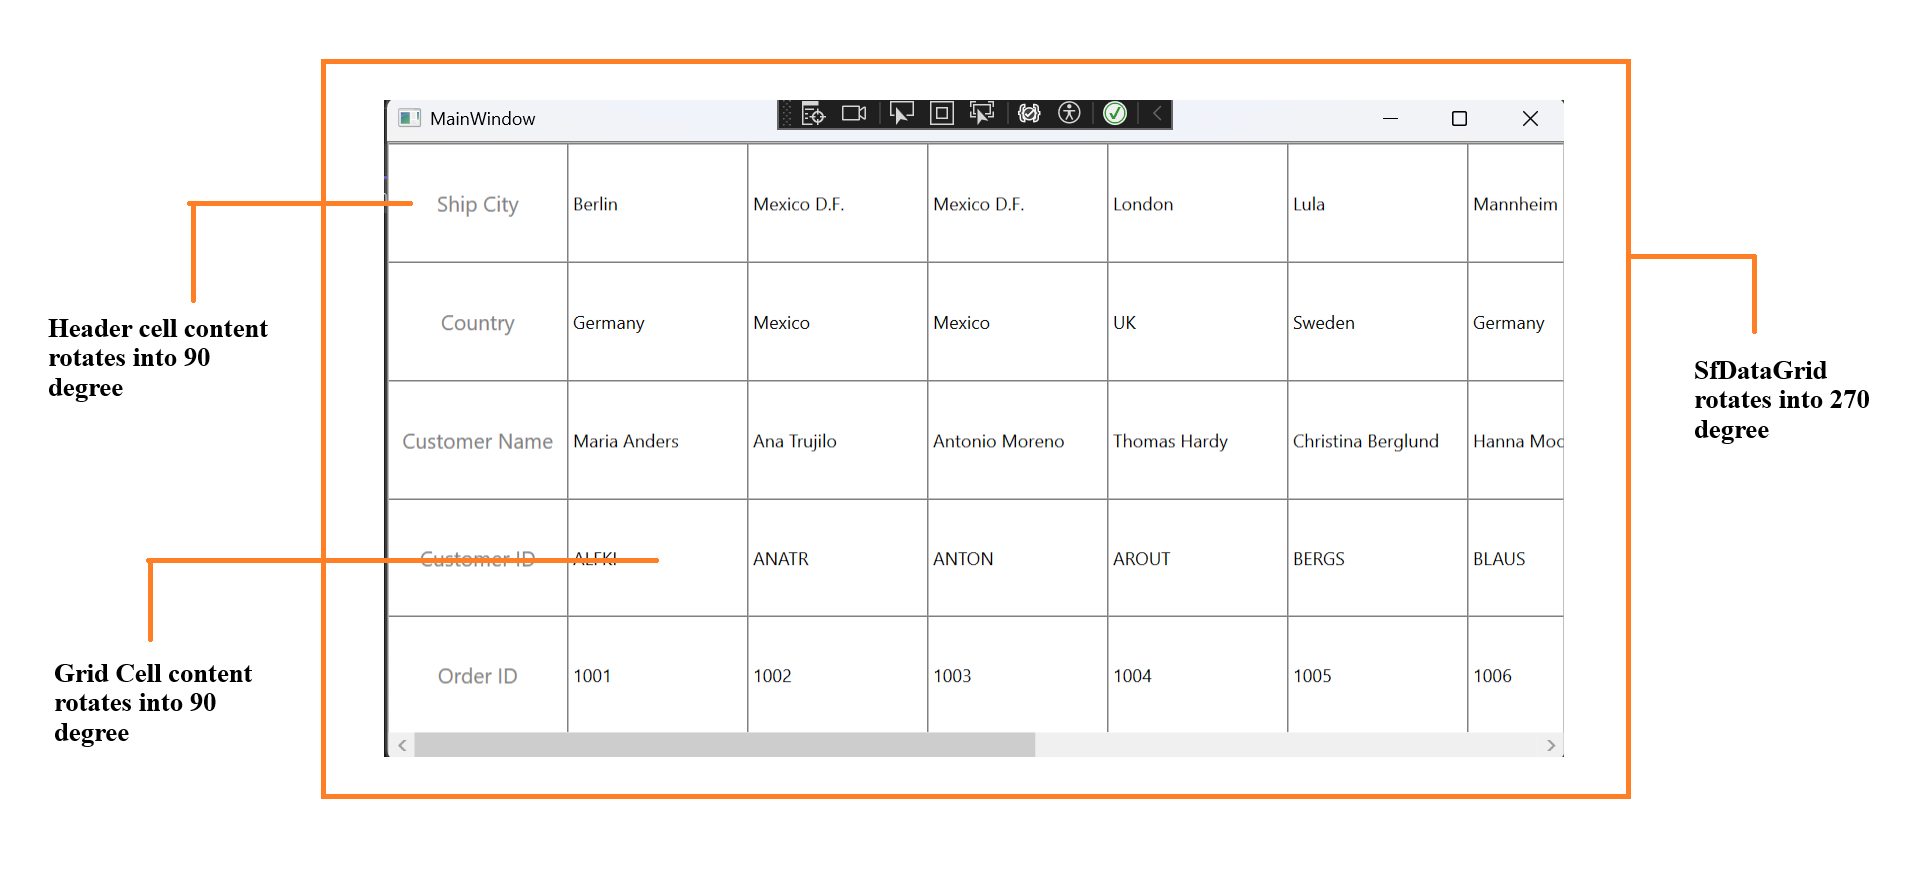 MainWindow
Ship City Berlin Mexico D.F. Mexico D.F. London Lula Mannheim
Country Germany Mexico Mexico UK Sweden Germany
Customer Name Maria Anders Ana Trujilo Antonio Moreno Thomas Hardy Christina Berglund Hanna Moc
Customer ID ALFKI ANATR ANTON AROUT BERGS BLAUS
Order ID 1001 1002 1003 1004 1005 1006
Header cell content
rotates into 90
degree
Grid Cell content
rotates into 90
degree
SfDataGrid
rotates into 270
degree